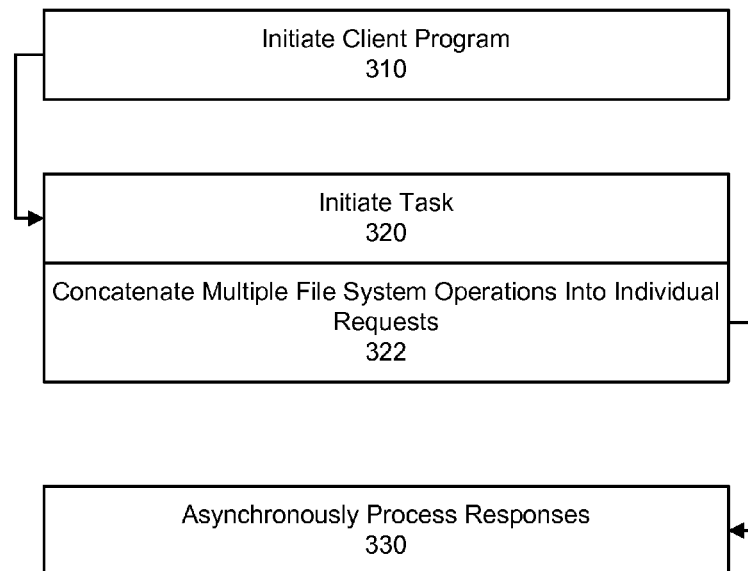 Initiate Client Program
310
Initiate Task
320
Concatenate Multiple File System Operations Into Individual
Requests
322
Asynchronously Process Responses
330